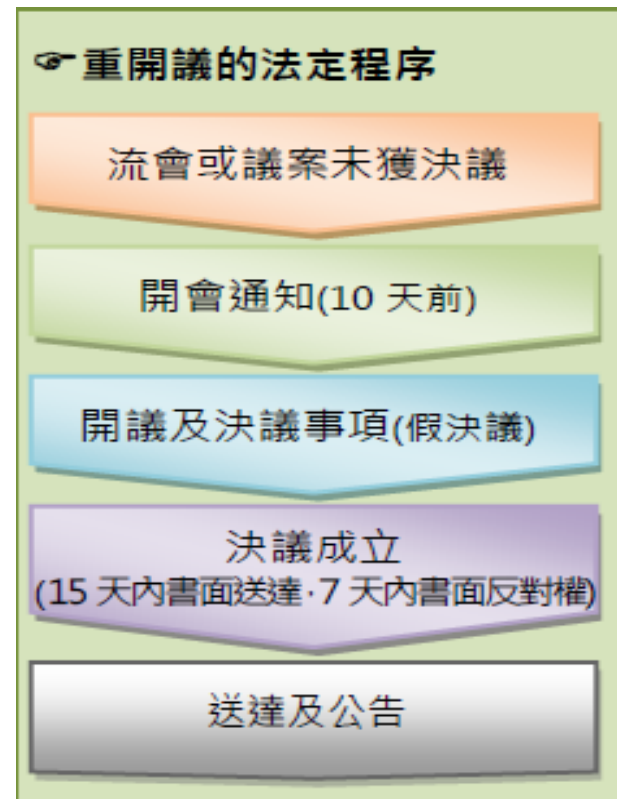 ☞重開議的法定程序
流會或議案未獲決議
開會通知(10 天前)
開議及決議事項(假決議)
決議成立
(15 天內書面送達·7 天內書面反對權)
送達及公告